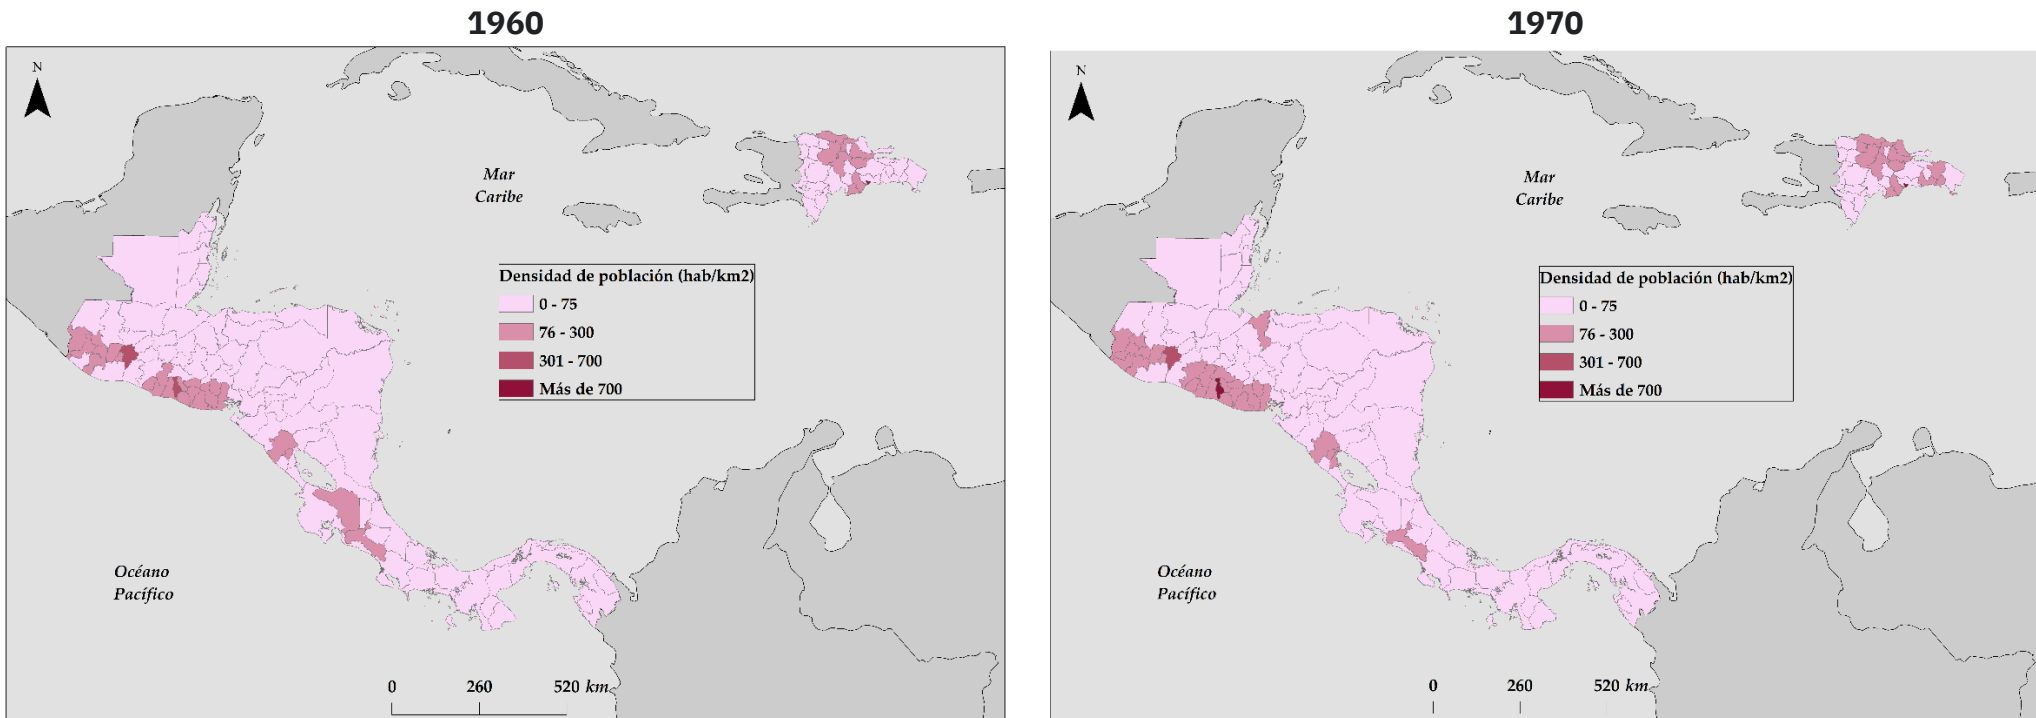 1960
N
Mar
Caribe
Densidad de población (hab/km2)
0 - 75
76 - 300
301 - 700
Más de 700
Océano
Pacífico
0 260 520 km
1970
N
Mar
Caribe
Densidad de población (hab/km2)
0 - 75
76 - 300
301 - 700
Más de 700
Océano
Pacífico
0 260 520 km